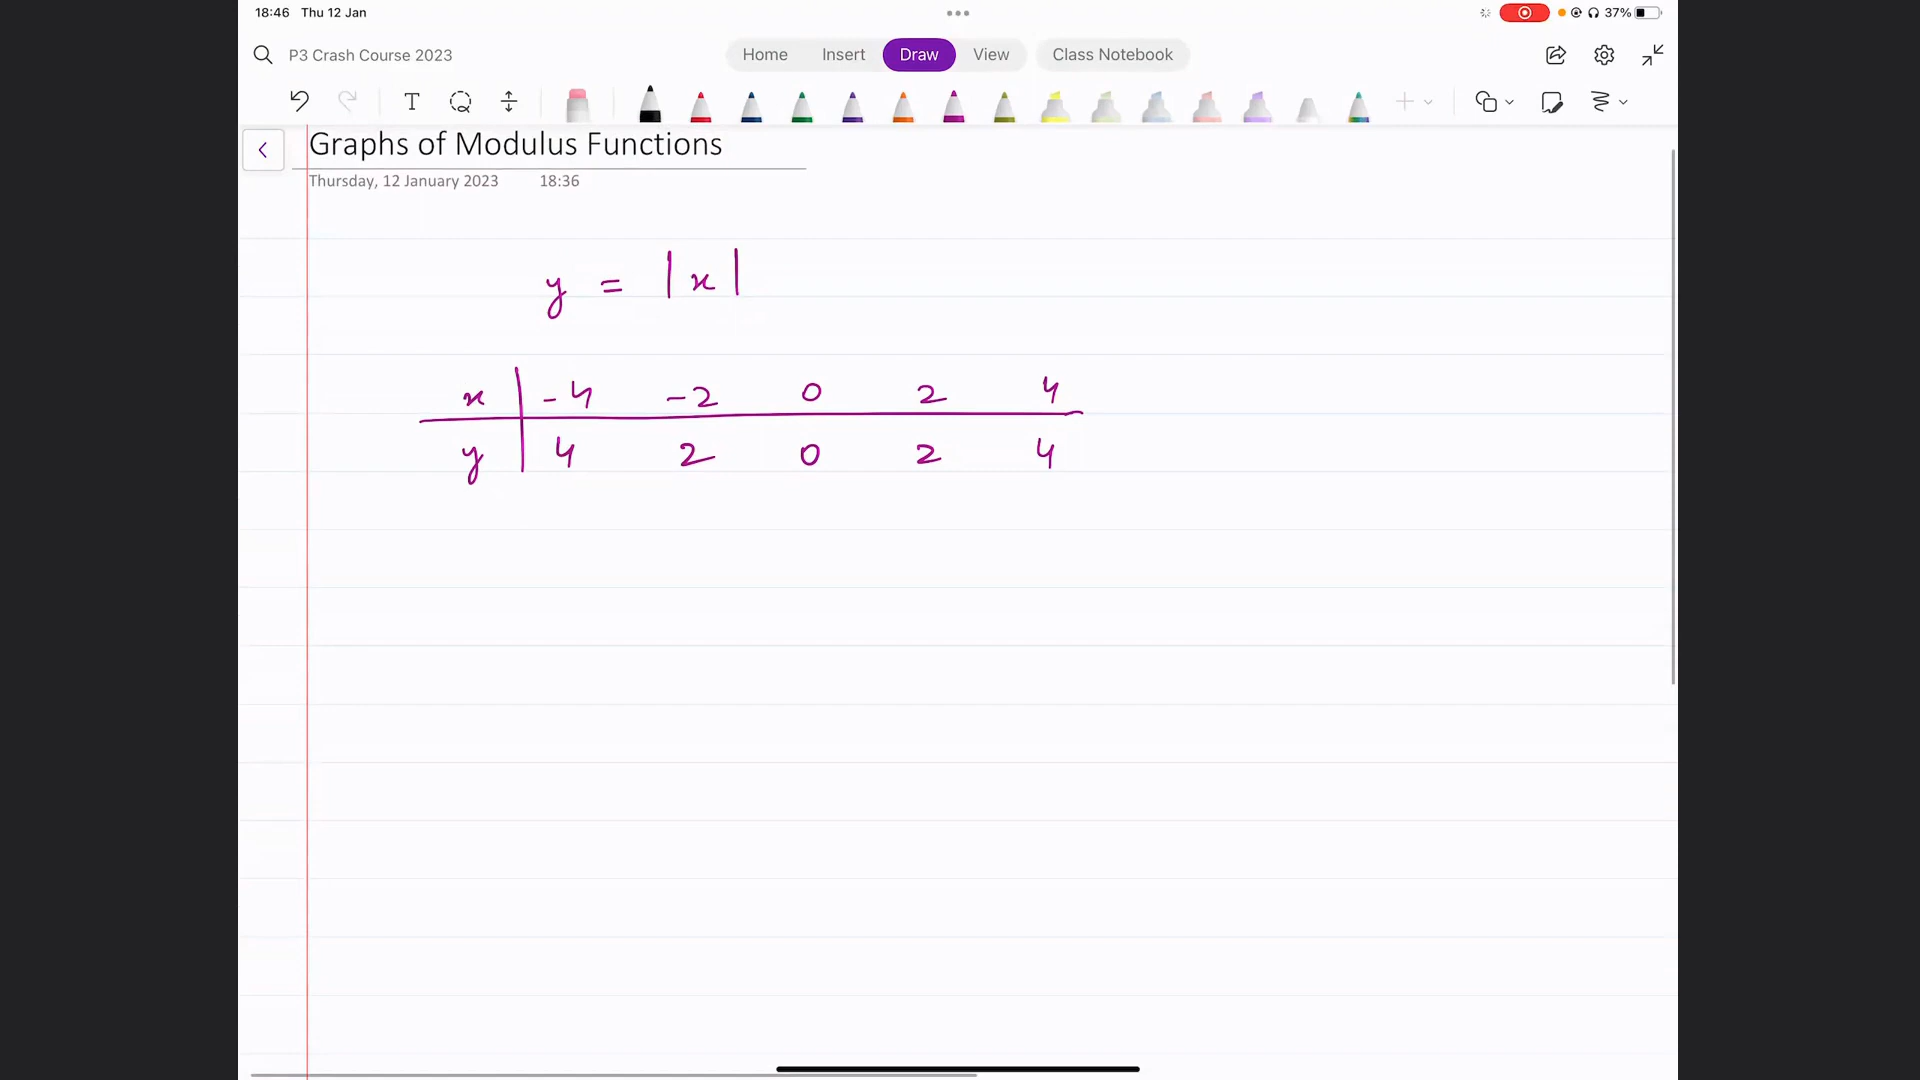 18:46 Thu 12 Jan
37%
P3 Crash Course 2023
Home Insert Draw View Class Notebook
T
Graphs of Modulus Functions
Thursday, 12 January 2023 18:36
y = |x|
x | -4 -2 0 2 4
y | 4 2 0 2 4